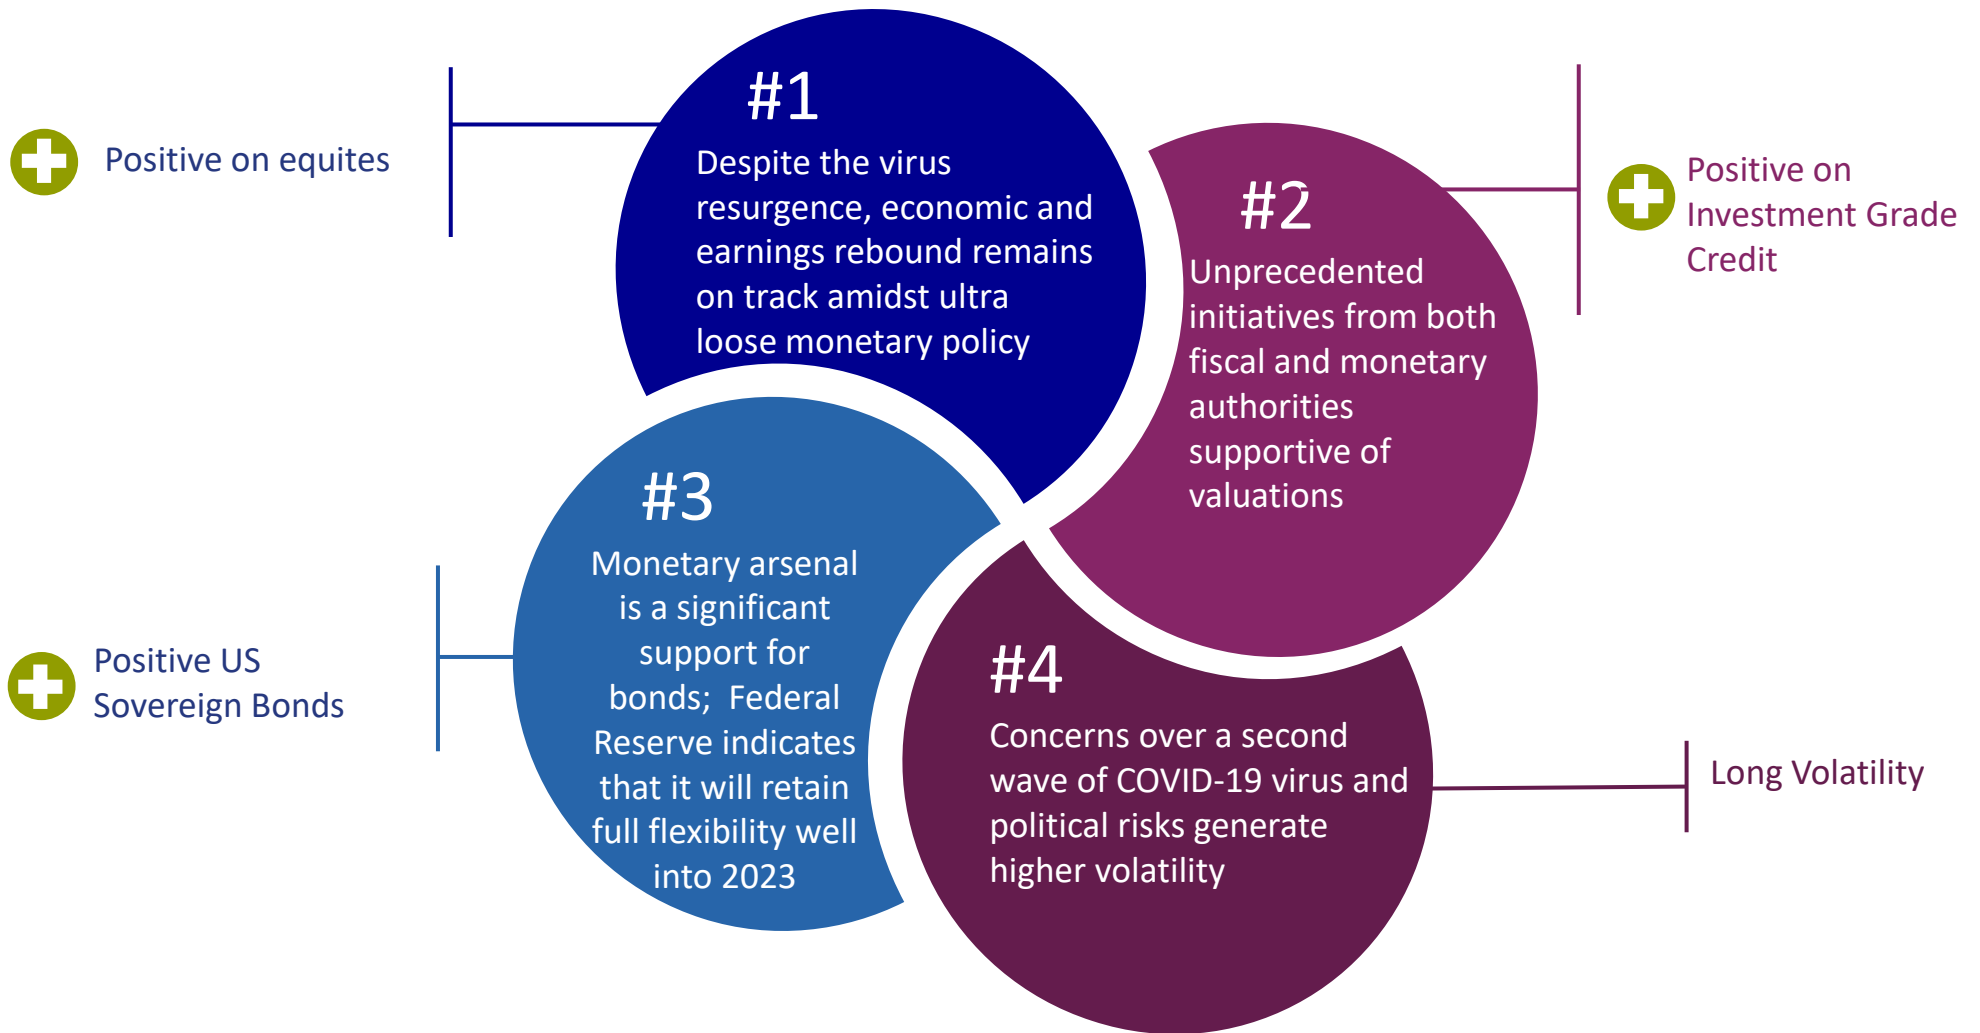 Positive on equites
#1
Despite the virus
resurgence, economic and
earnings rebound remains
on track amidst ultra
loose monetary policy
#2
Unprecedented
initiatives from both
fiscal and monetary
authorities
supportive of
valuations
Positive on
Investment Grade
Credit
Positive US
Sovereign Bonds
#3
Monetary arsenal
is a significant
support for
bonds;  Federal
Reserve indicates
that it will retain
full flexibility well
into 2023
#4
Concerns over a second
wave of COVID-19 virus and
political risks generate
higher volatility
Long Volatility